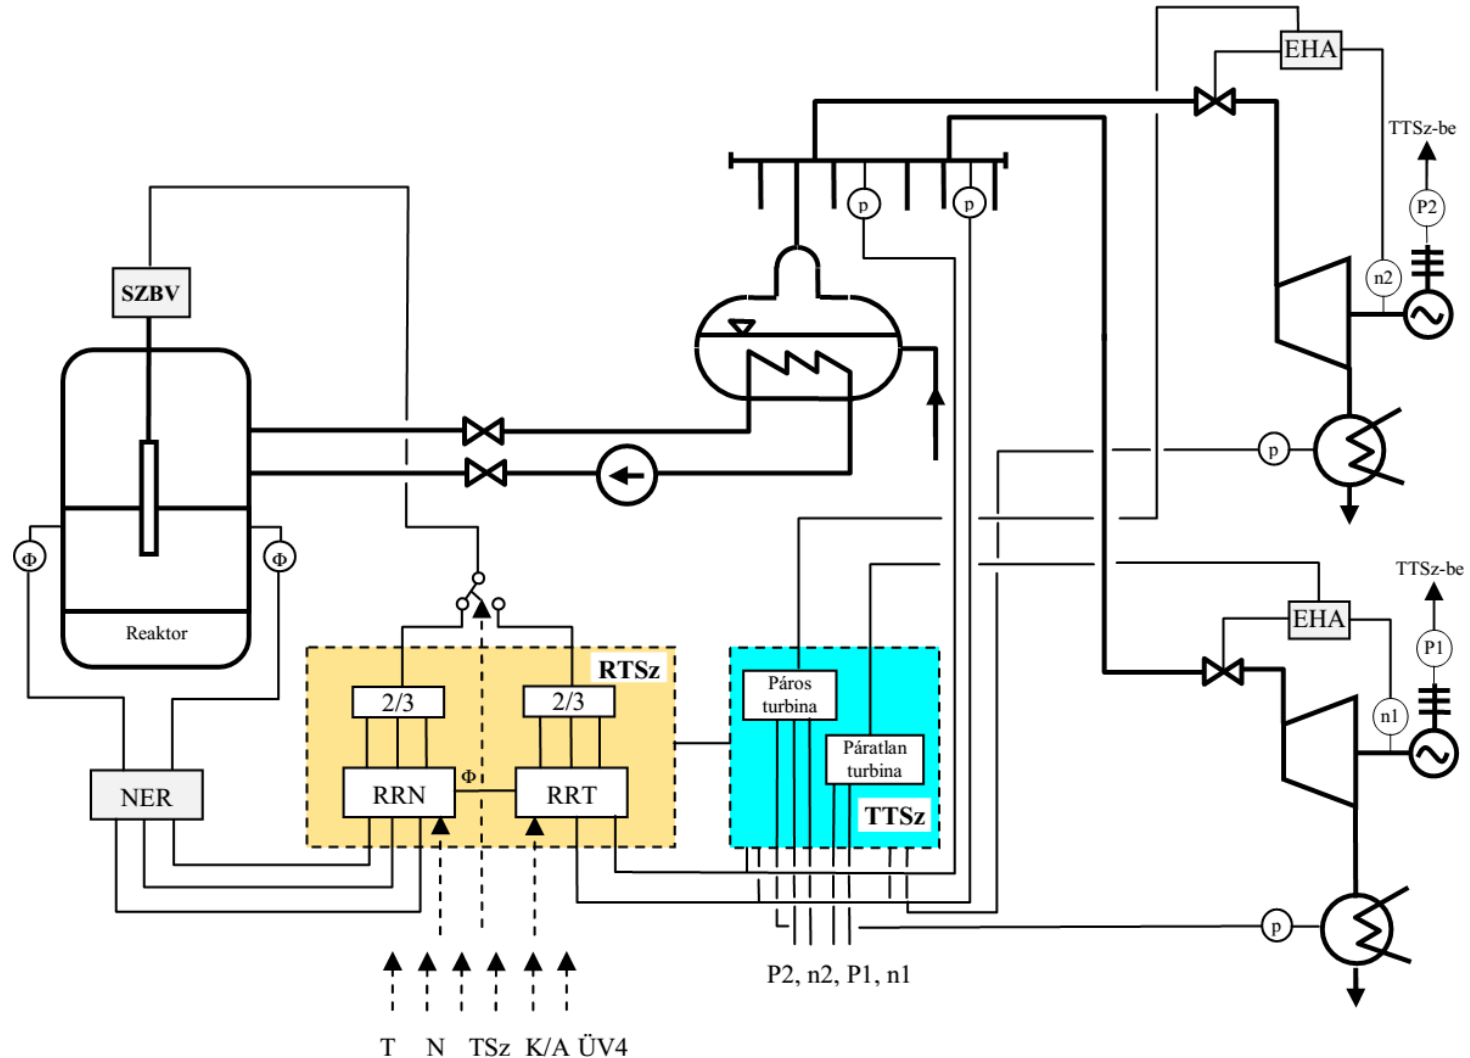 EHA
TTSz-be
P2
p
p
n2
SZBV
p
Φ
Φ
TTSz-be
Reaktor
EHA
P1
RTSz
Páros
turbina
2/3
2/3
n1
Páratlan
turbina
Φ
NER
RRN
RRT
TTSz
p
P2, n2, P1, n1
T N TSz K/A ÜV4